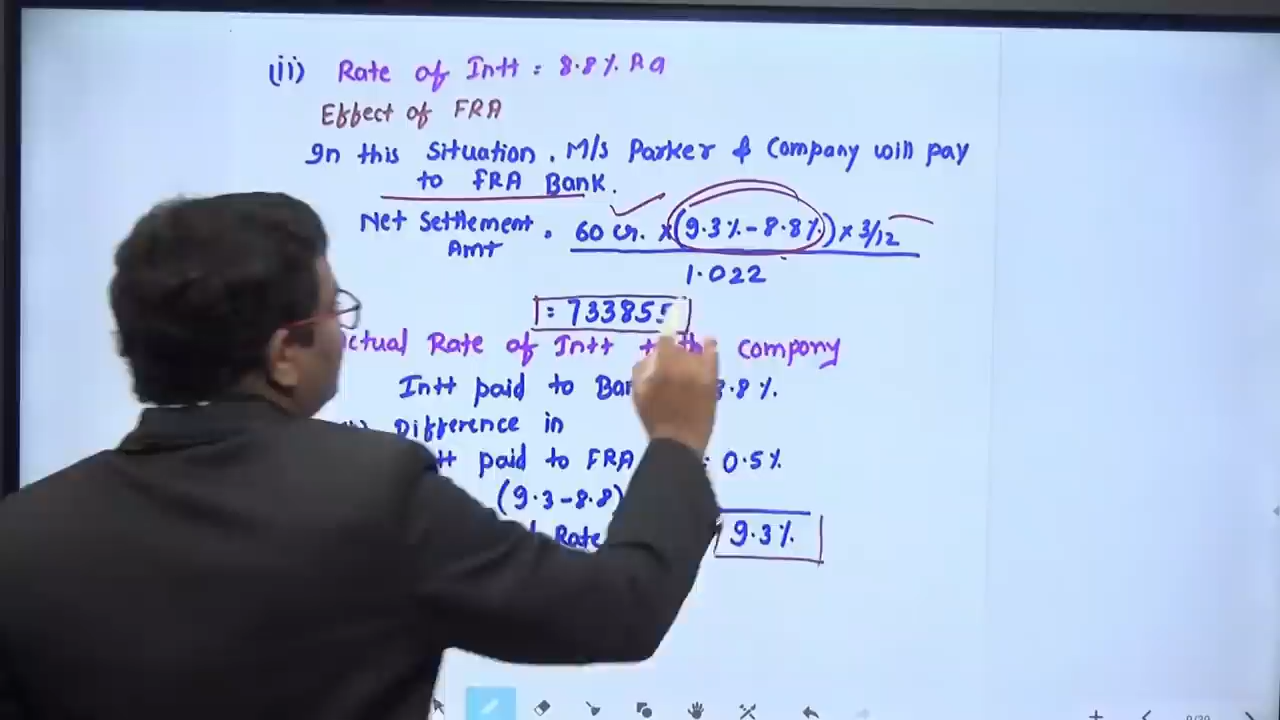 (ii) Rate of Intt = 8.8% PA
Effect of FRA
In this Situation, M/s Parker & Company will pay
to FRA Bank.
Net Settlement Amt = 60 cr. × (9.3% - 8.8%) × 3/12
1.022
= 733855
ctual Rate of Intt the Company
Intt paid to 8.8%.
Difference in
paid to FRA : 0.5%
(9.3-8.8)
Rate 9.3%